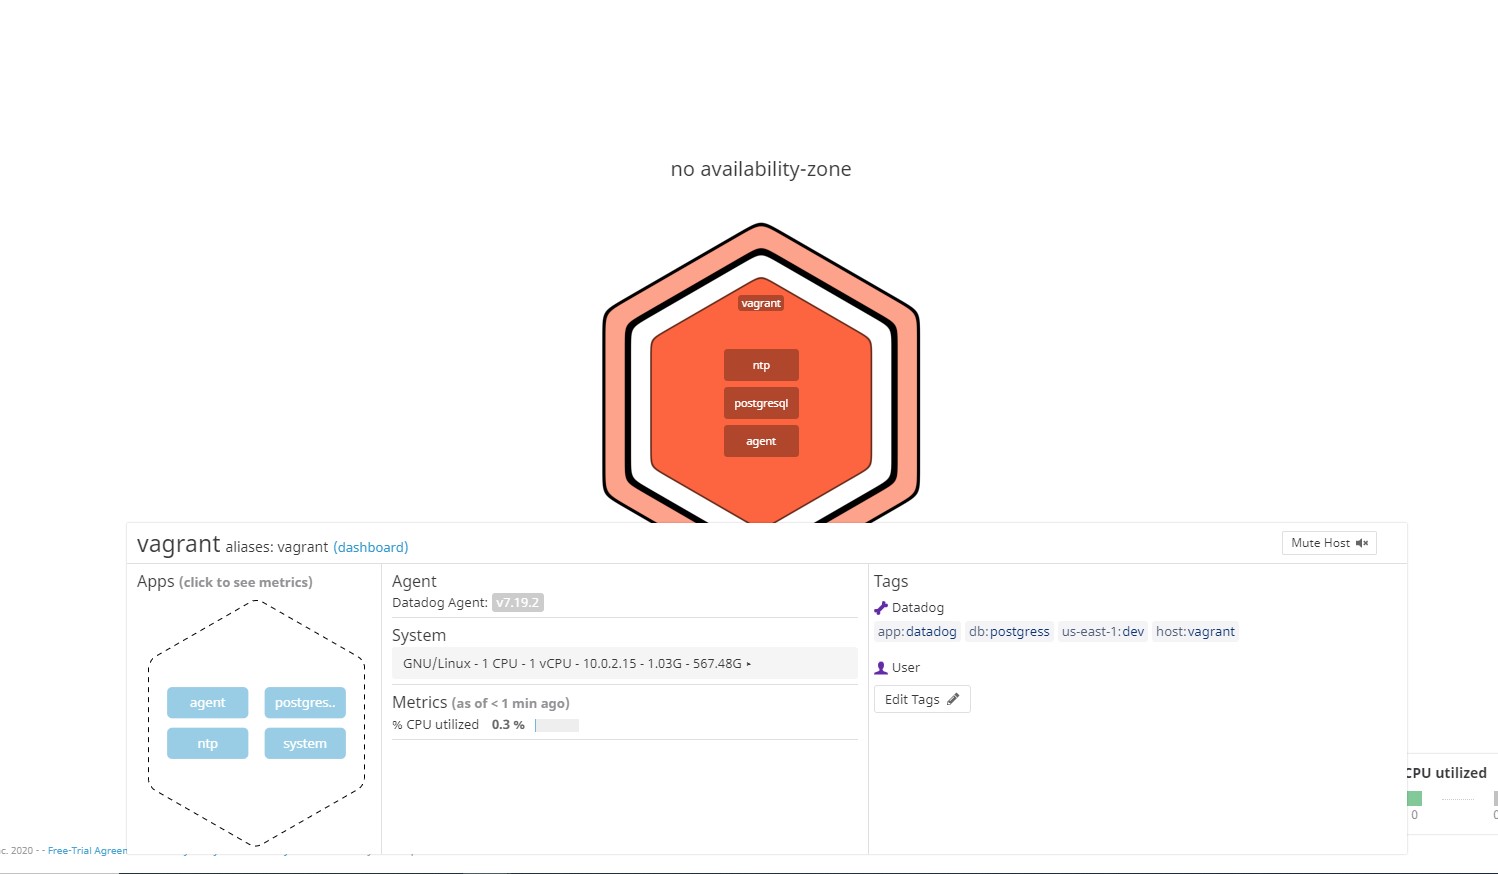 no availability-zone
vagrant
ntp
postgresql
agent
vagrant aliases: vagrant (dashboard)
Mute Host
Apps (click to see metrics)
agent
postgres..
ntp
system
Agent
Datadog Agent: v7.19.2
System
GNU/Linux - 1 CPU - 1 vCPU - 10.0.2.15 - 1.03G - 567.48G ▸
Metrics (as of < 1 min ago)
% CPU utilized 0.3 %
Tags
Datadog
app:datadog db:postgress us-east-1:dev host:vagrant
User
Edit Tags
CPU utilized
0
c. 2020 - - Free-Trial Agreen